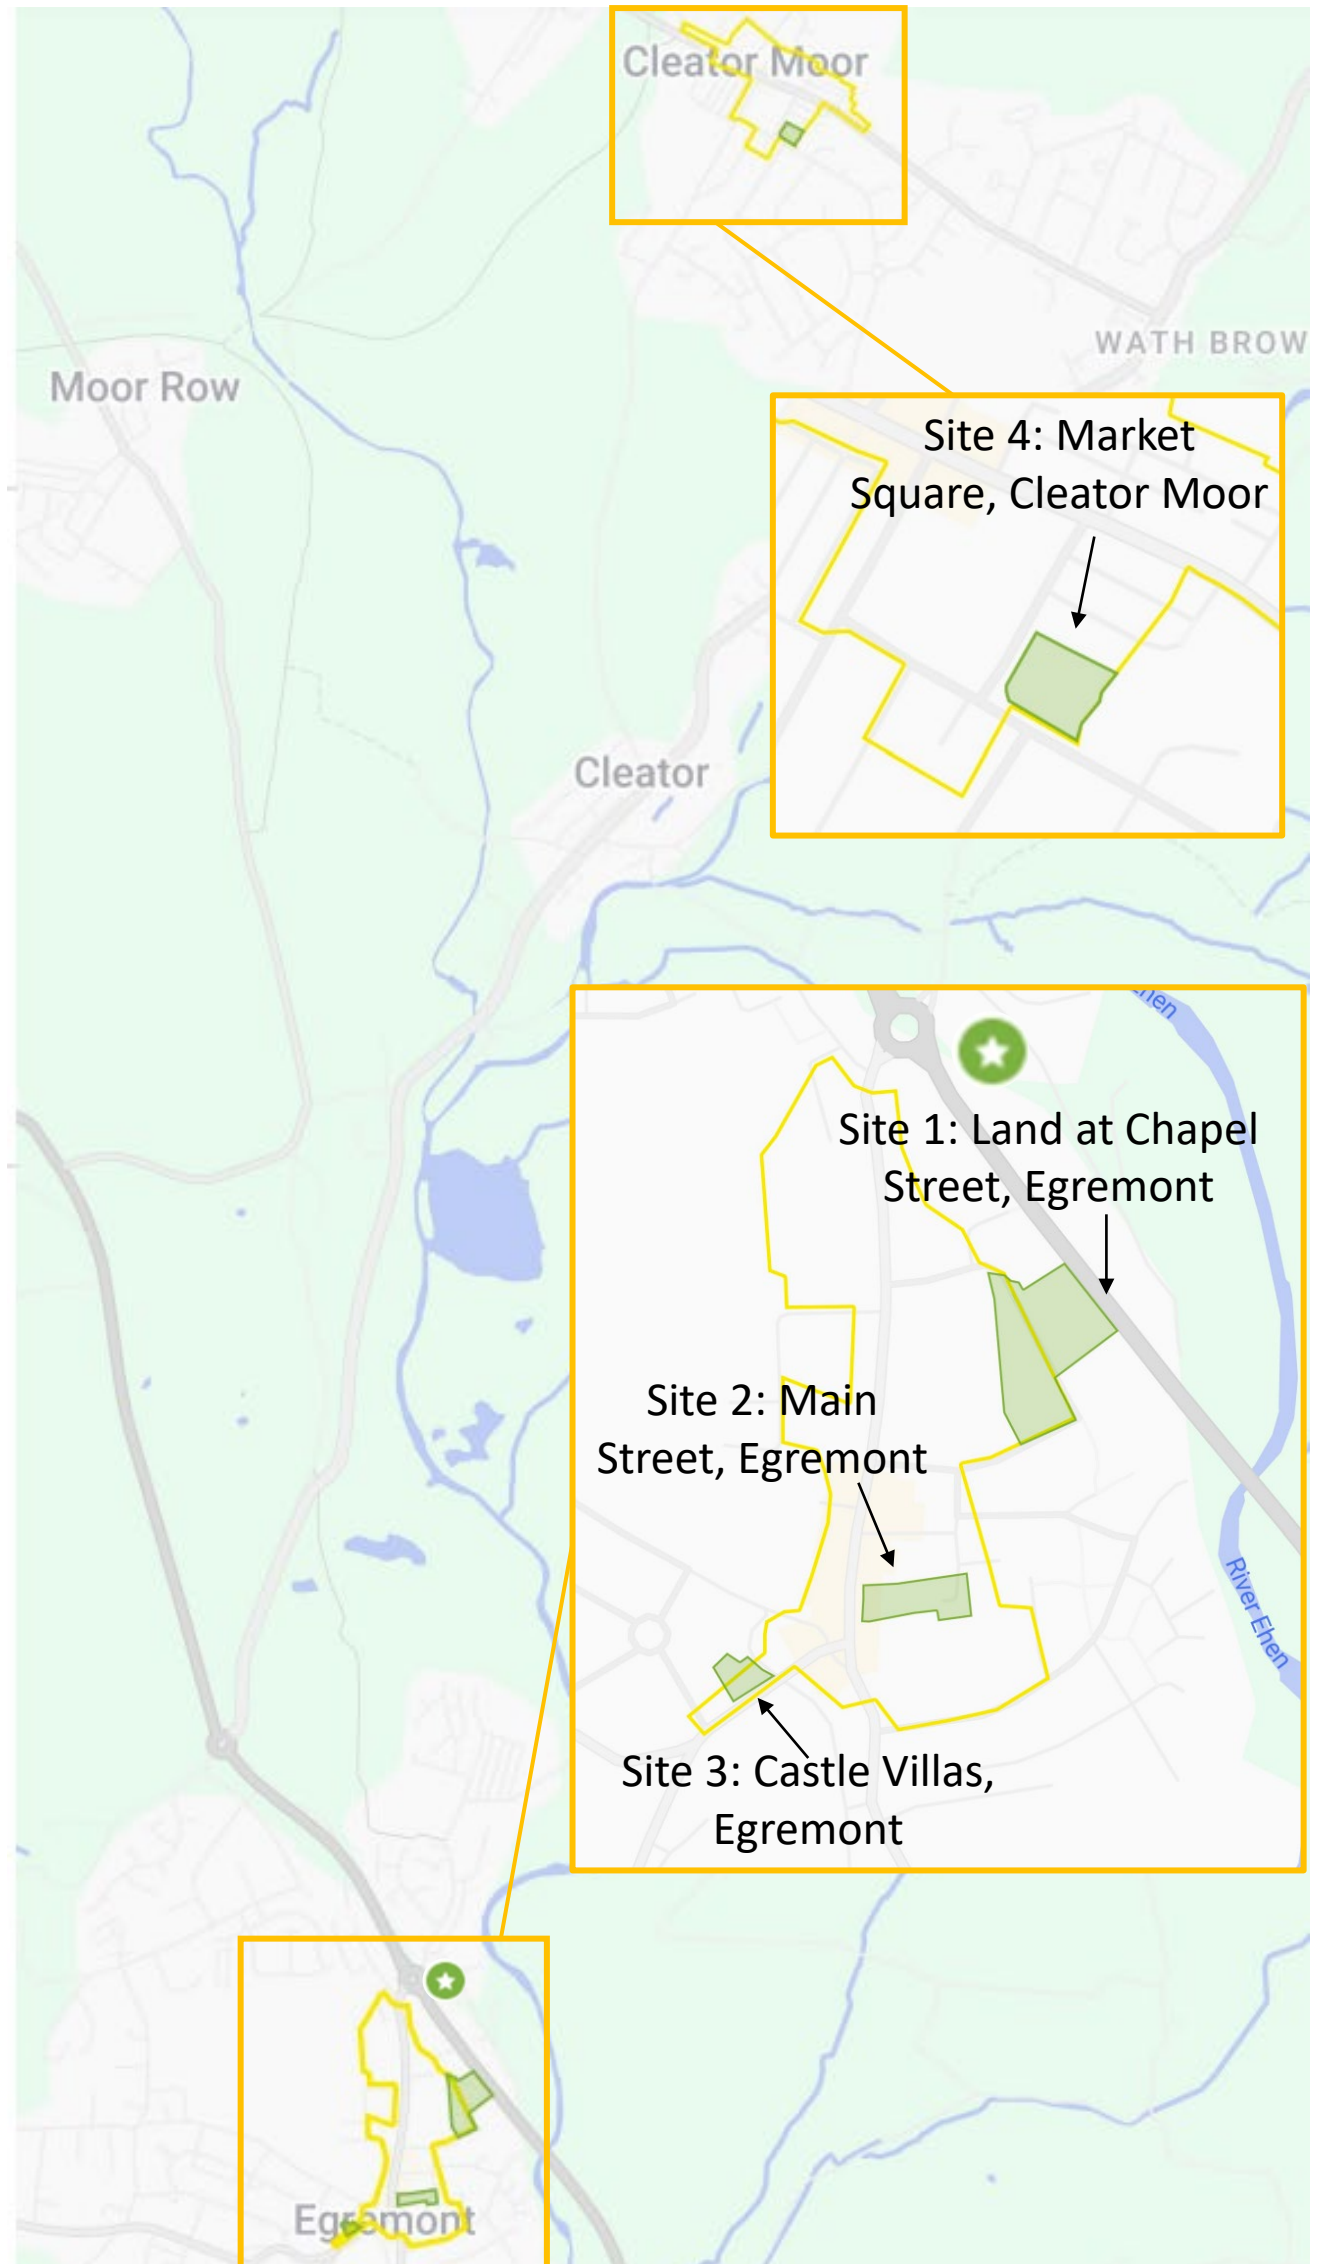 Cleator Moor
WATH BROW
Moor Row
Site 4: Market
Square, Cleator Moor
Cleator
Ehen
Site 1: Land at Chapel
Street, Egremont
Site 2: Main
Street, Egremont
River Ehen
Site 3: Castle Villas,
Egremont
Egremont